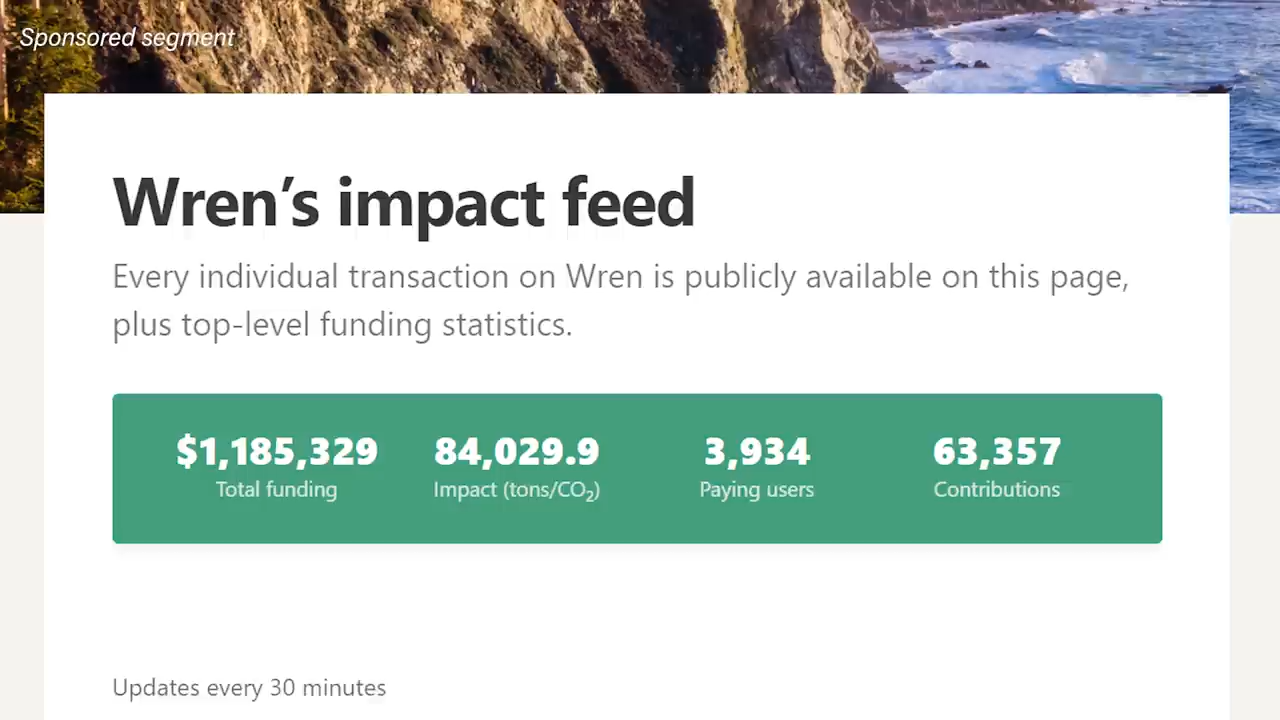 Sponsored segment
Wren’s impact feed
Every individual transaction on Wren is publicly available on this page,
plus top-level funding statistics.
$1,185,329 84,029.9 3,934 63,357
Total funding Impact (tons/CO₂) Paying users Contributions
Updates every 30 minutes